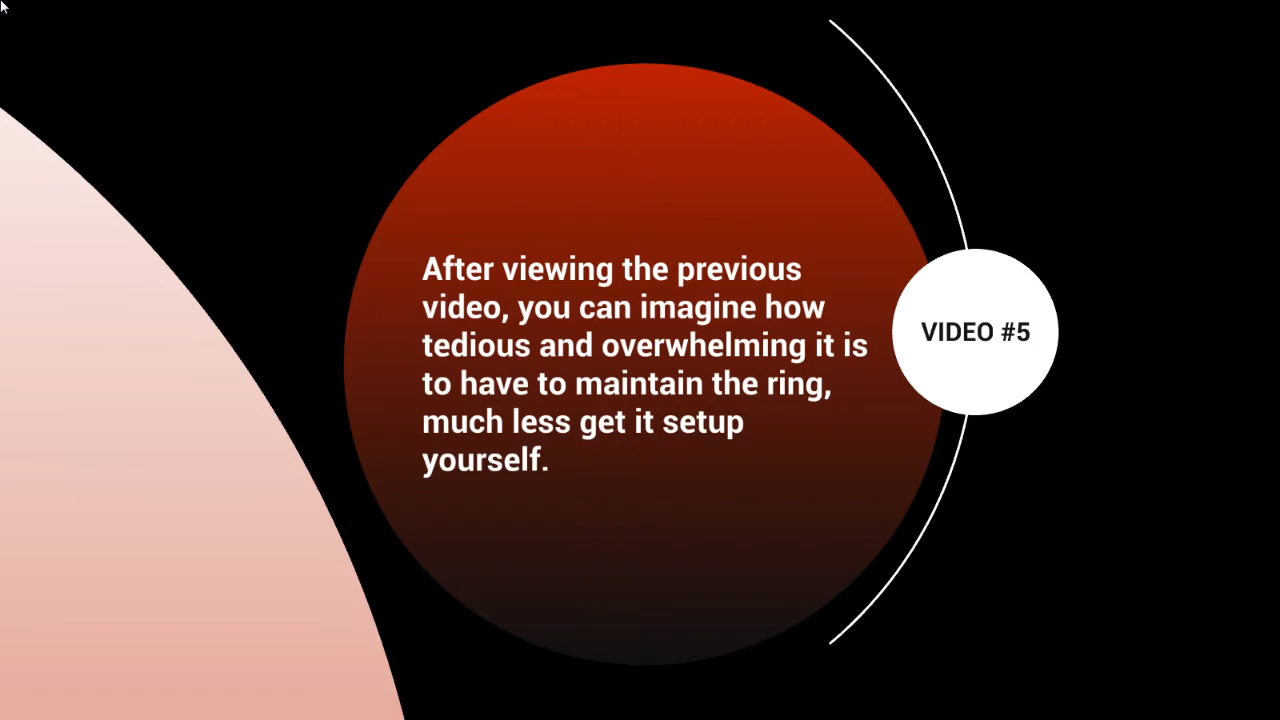 After viewing the previous
video, you can imagine how
tedious and overwhelming it is
to have to maintain the ring,
much less get it setup
yourself.
VIDEO #5